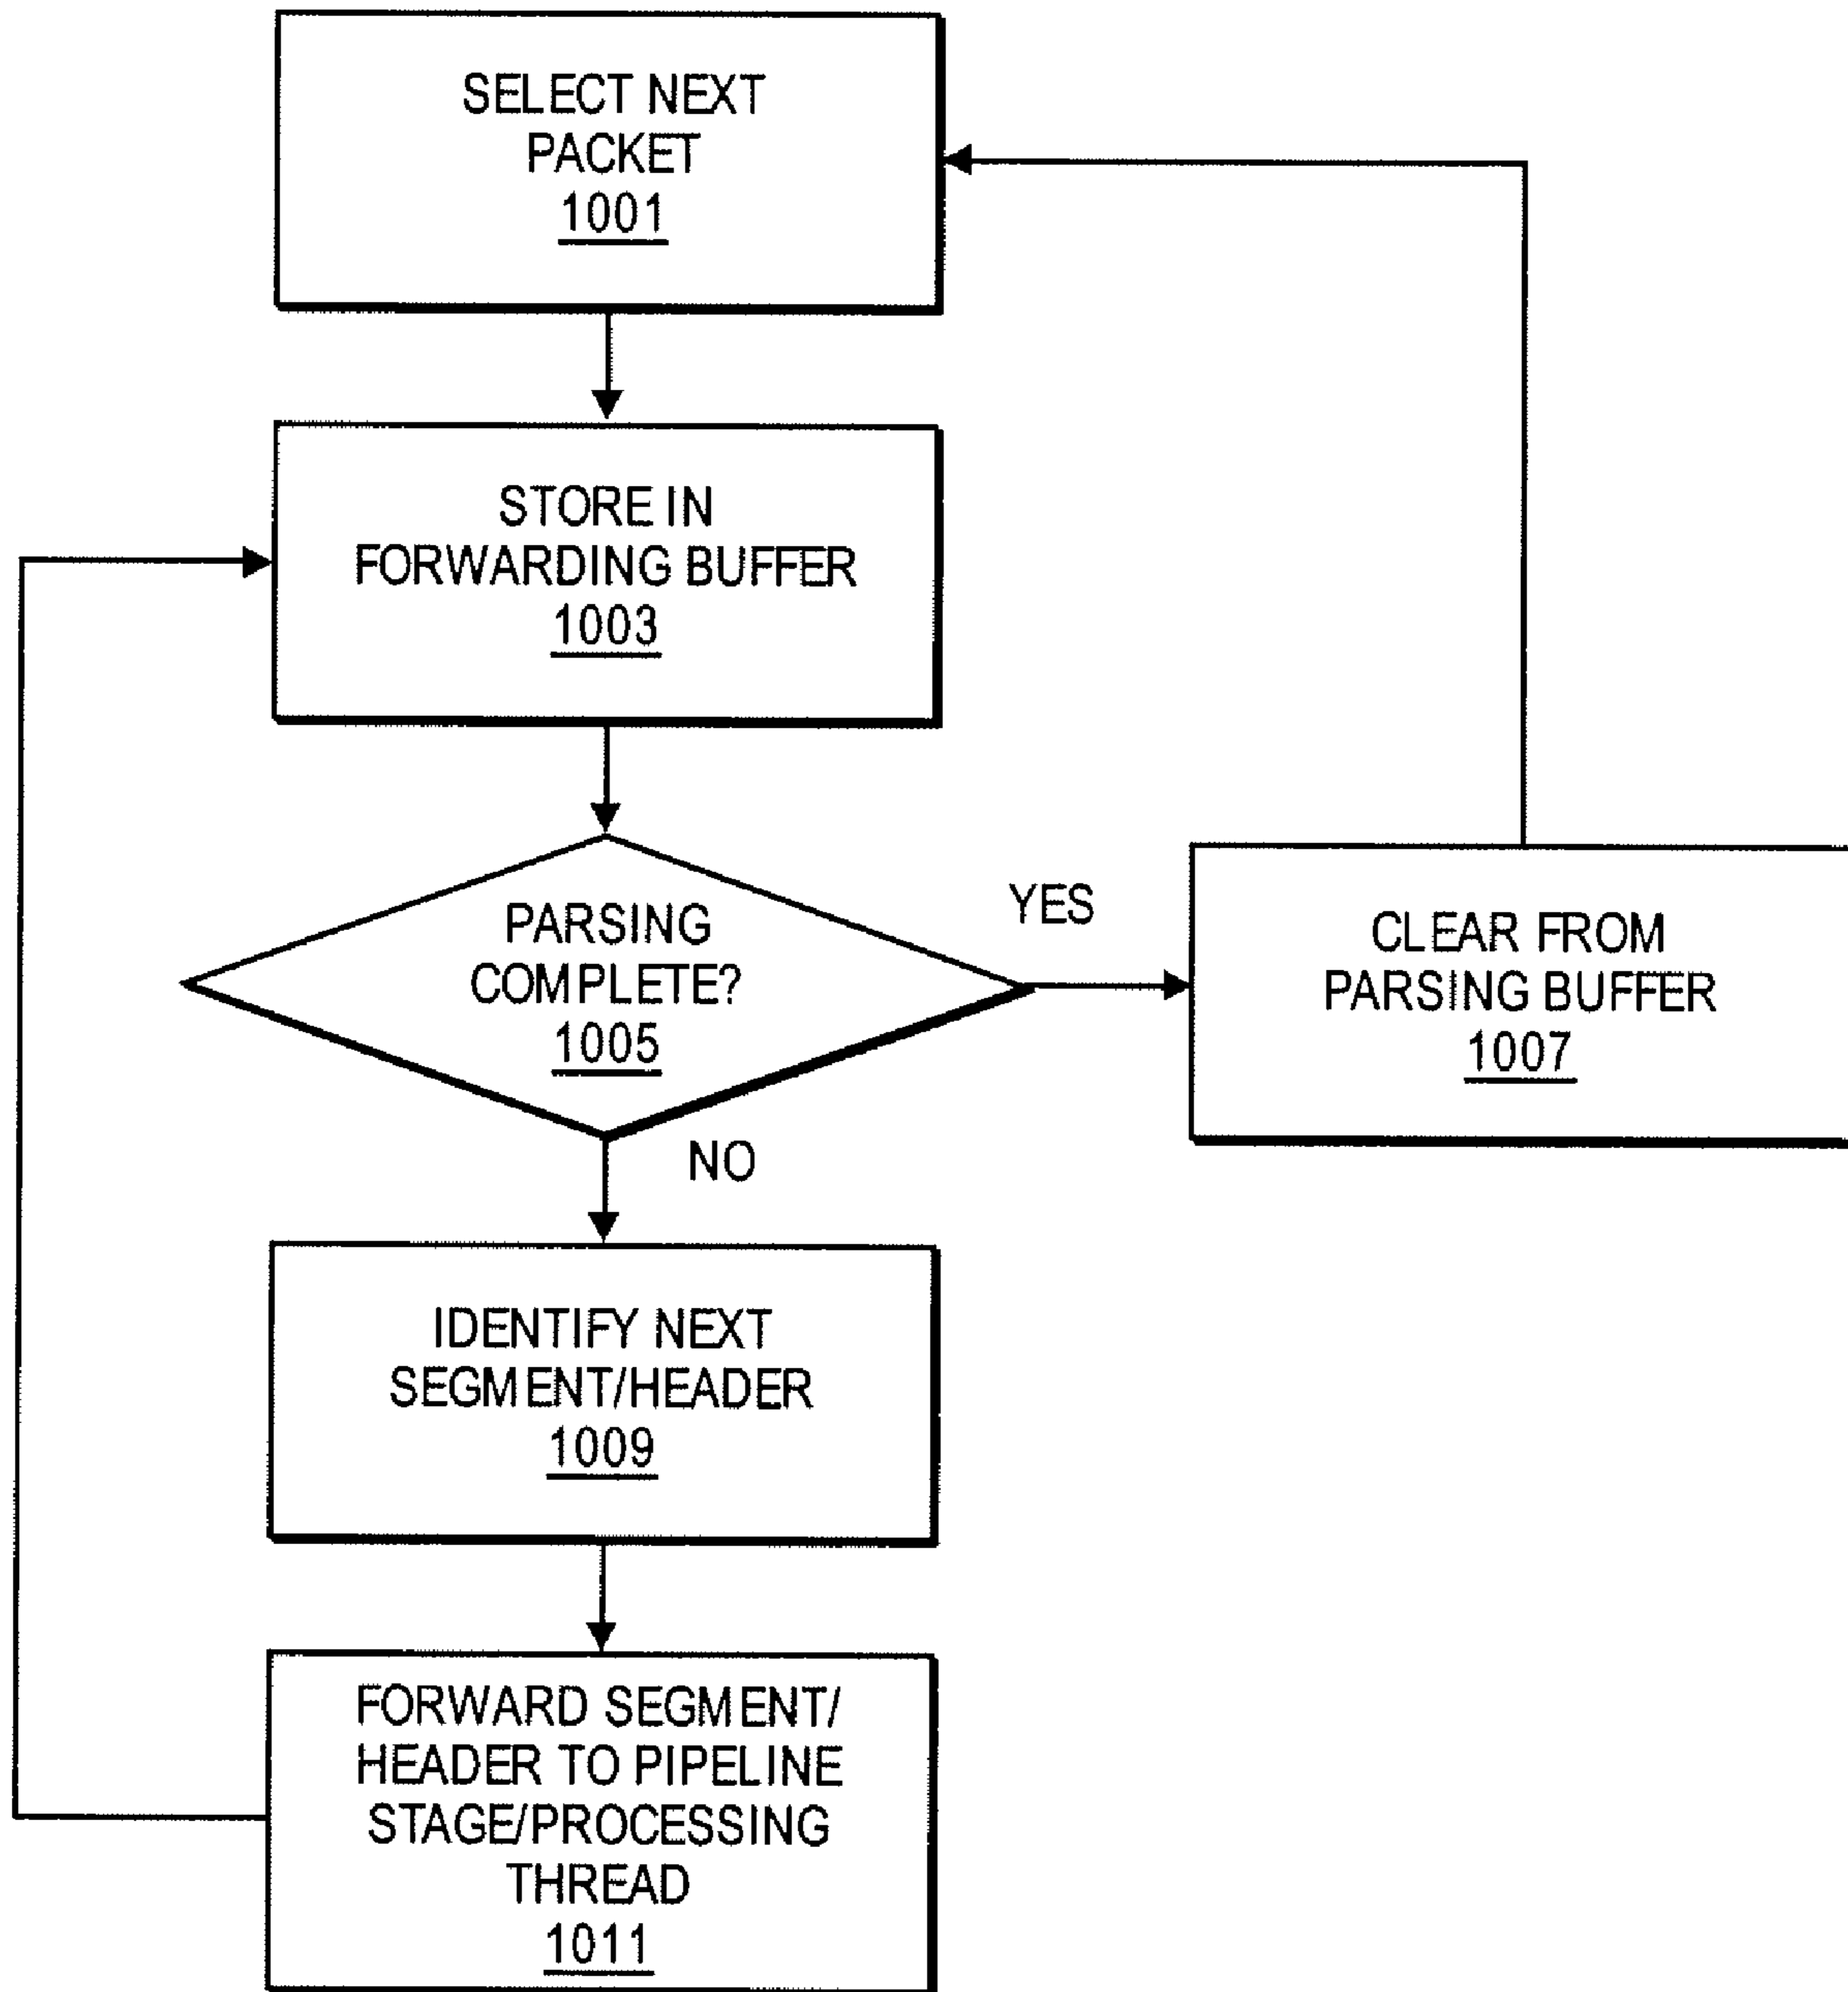 SELECT NEXT
PACKET
1001
STORE IN
FORWARDING BUFFER
1003
PARSING
COMPLETE?
1005
YES
CLEAR FROM
PARSING BUFFER
1007
NO
IDENTIFY NEXT
SEGMENT/HEADER
1009
FORWARD SEGMENT/
HEADER TO PIPELINE
STAGE/PROCESSING
THREAD
1011